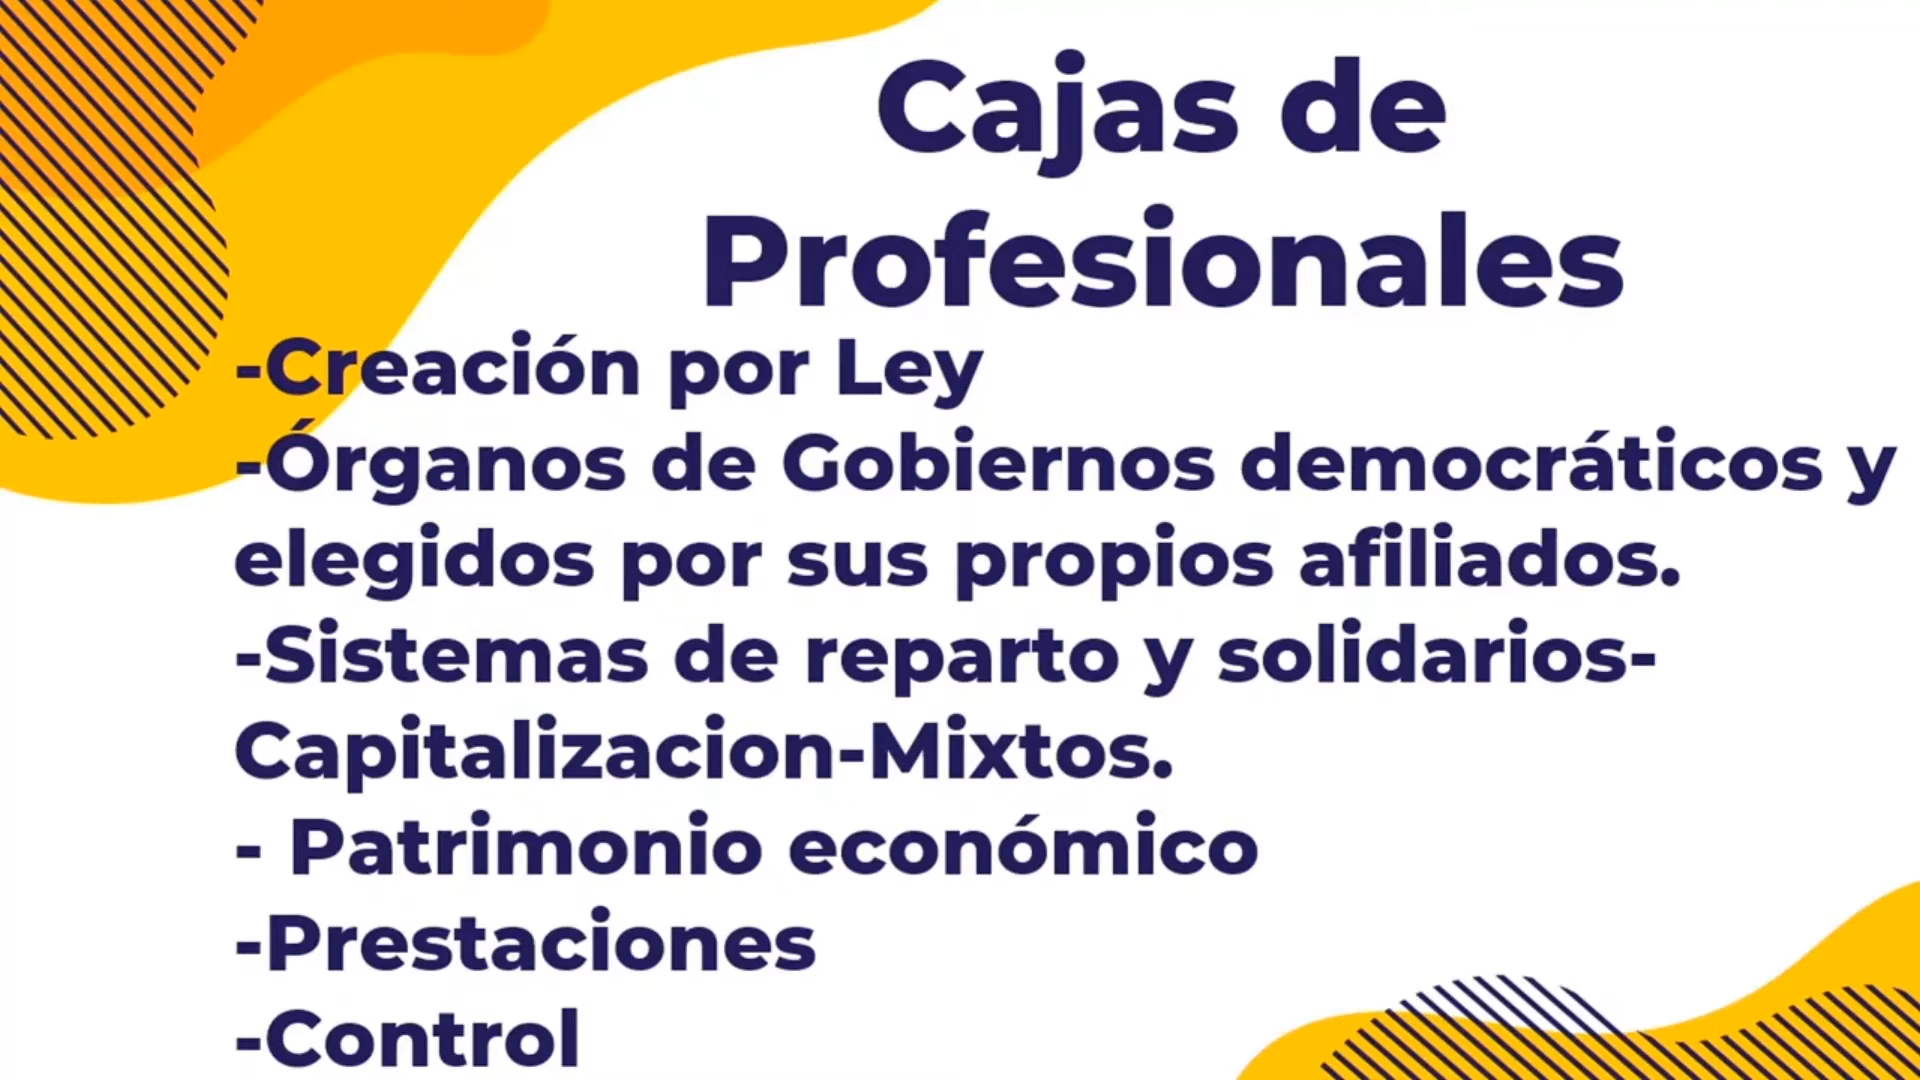 Cajas de
Profesionales
-Creación por Ley
-Órganos de Gobiernos democráticos y
elegidos por sus propios afiliados.
-Sistemas de reparto y solidarios-
Capitalizacion-Mixtos.
- Patrimonio económico
-Prestaciones
-Control